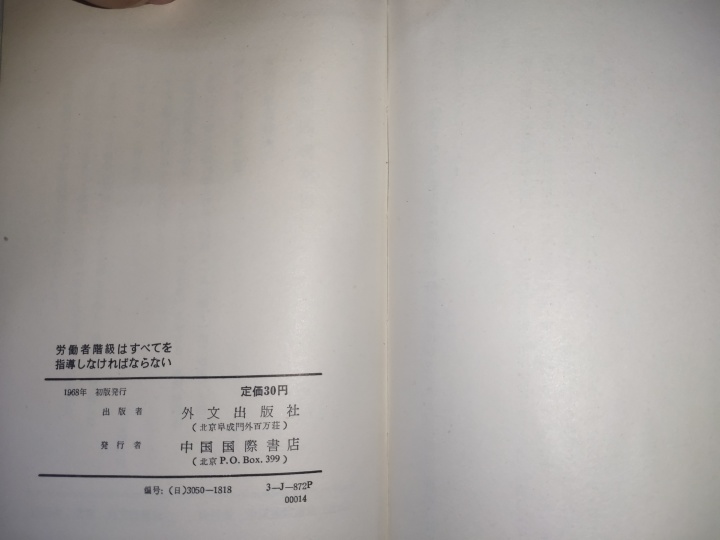 労働者階級はすべてを
指導しなければならない
1968年 初版発行 定価30円
出版者 外文出版社
(北京阜成門外百万荘)
発行者 中国国際書店
(北京 P.O. Box. 399)
編号: (日)3050—1818 3—J—872P
00014